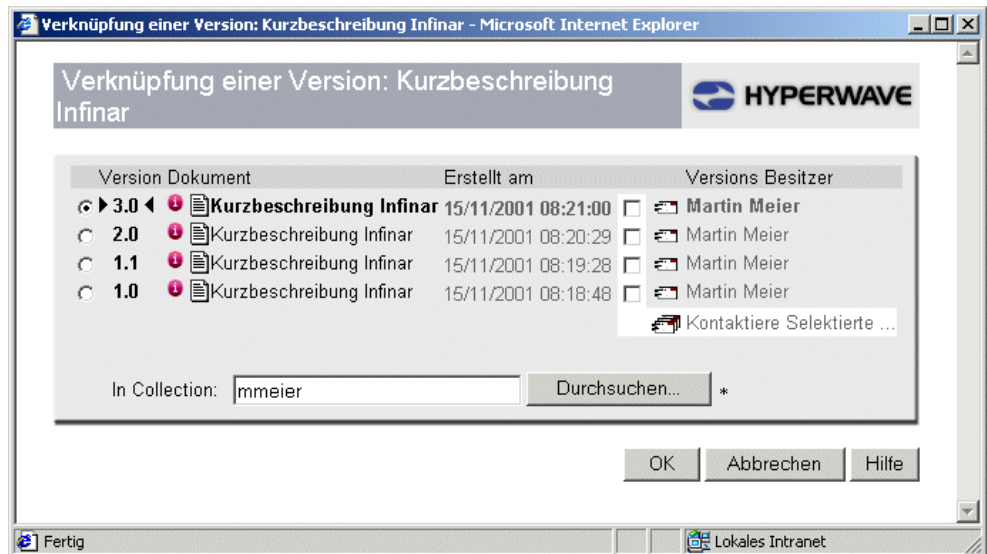 Verknüpfung einer Version: Kurzbeschreibung Infinar - Microsoft Internet Explorer
Verknüpfung einer Version: Kurzbeschreibung
Infinar
HYPERWAVE
Version Dokument Erstellt am Versions Besitzer
3.0 Kurzbeschreibung Infinar 15/11/2001 08:21:00 Martin Meier
2.0 Kurzbeschreibung Infinar 15/11/2001 08:20:29 Martin Meier
1.1 Kurzbeschreibung Infinar 15/11/2001 08:19:28 Martin Meier
1.0 Kurzbeschreibung Infinar 15/11/2001 08:18:48 Martin Meier
Kontaktiere Selektierte ...
In Collection: mmeier Durchsuchen... *
OK Abbrechen Hilfe
Fertig Lokales Intranet